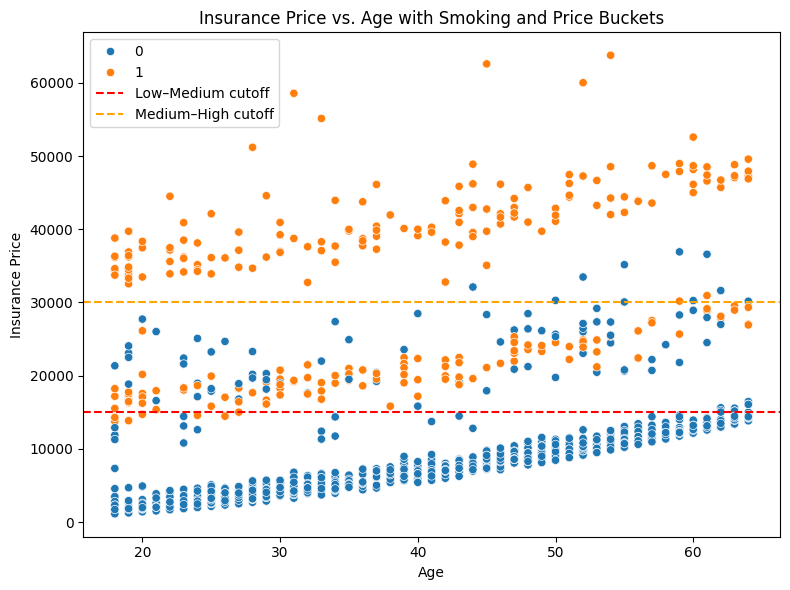 Insurance Price vs. Age with Smoking and Price Buckets
0
1
Low–Medium cutoff
Medium–High cutoff
Insurance Price
60000
50000
40000
30000
20000
10000
0
20
30
40
50
60
Age